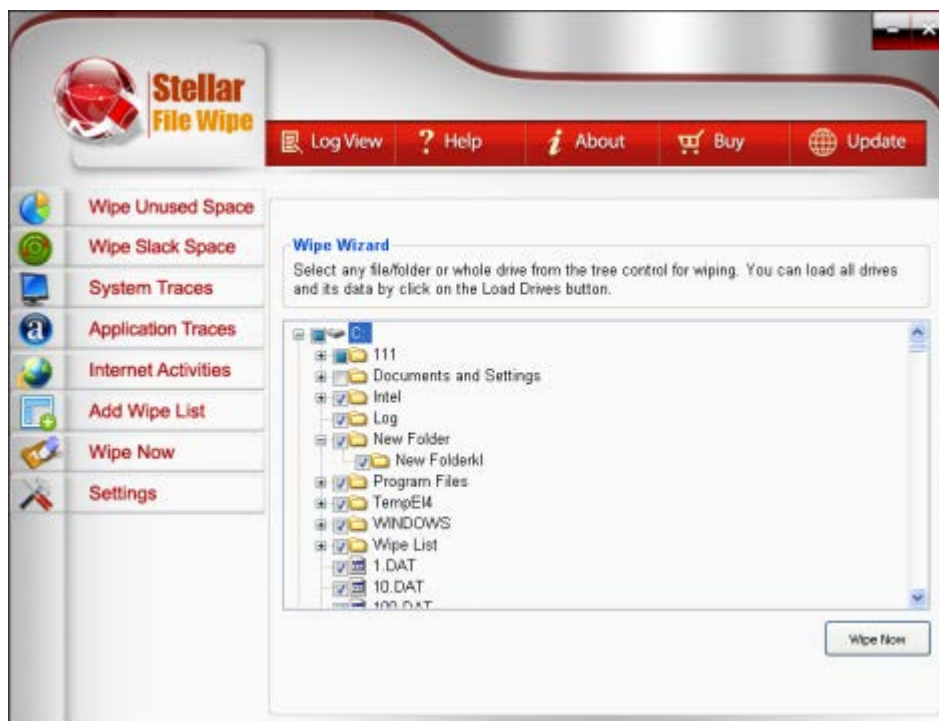 Stellar
File Wipe
Log View
? Help
i About
Buy
Update
Wipe Unused Space
Wipe Slack Space
System Traces
Application Traces
Internet Activities
Add Wipe List
Wipe Now
Settings
Wipe Wizard
Select any file/folder or whole drive from the tree control for wiping. You can load all drives
and its data by click on the Load Drives button.
C:
111
Documents and Settings
Intel
Log
New Folder
New Folderkl
Program Files
TempEI4
WINDOWS
Wipe List
1.DAT
10.DAT
100.DAT
Wipe Now